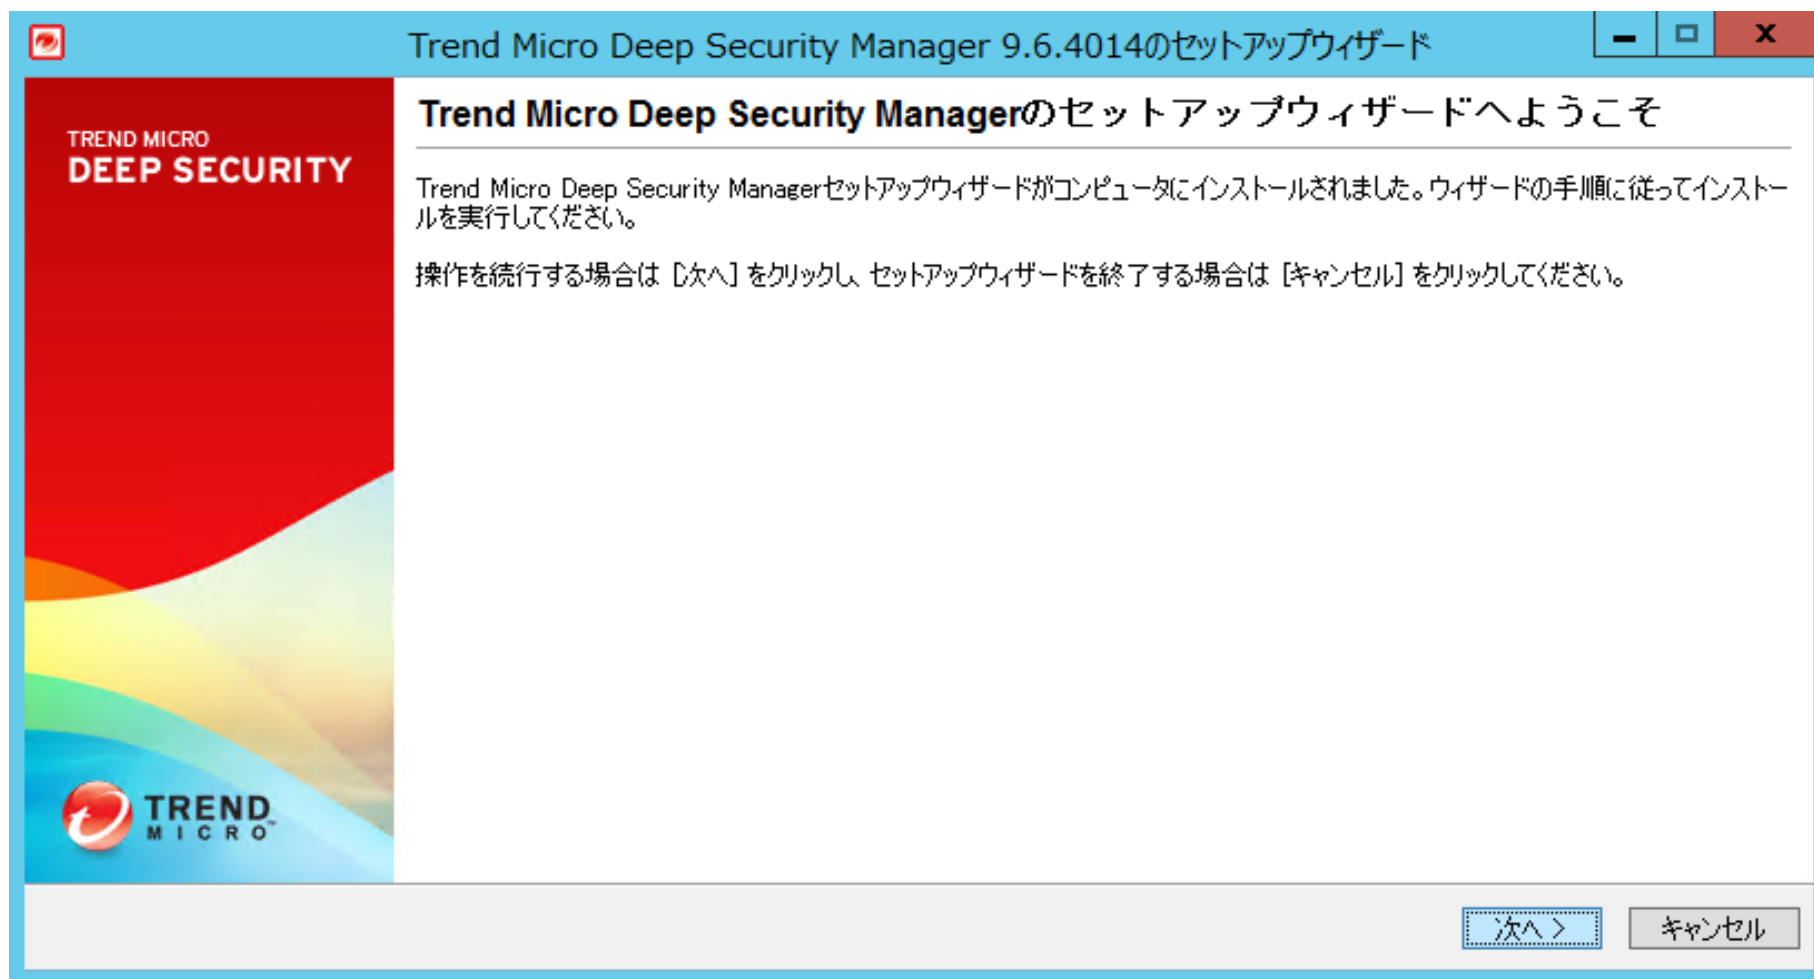 Trend Micro Deep Security Manager 9.6.4014のセットアップウィザード
TREND MICRO
DEEP SECURITY
Trend Micro Deep Security Managerのセットアップウィザードへようこそ
Trend Micro Deep Security Managerセットアップウィザードがコンピュータにインストールされました。ウィザードの手順に従ってインストー
ルを実行してください。
操作を続行する場合は [次へ] をクリックし、セットアップウィザードを終了する場合は [キャンセル] をクリックしてください。
TREND
MICRO
次へ >
キャンセル